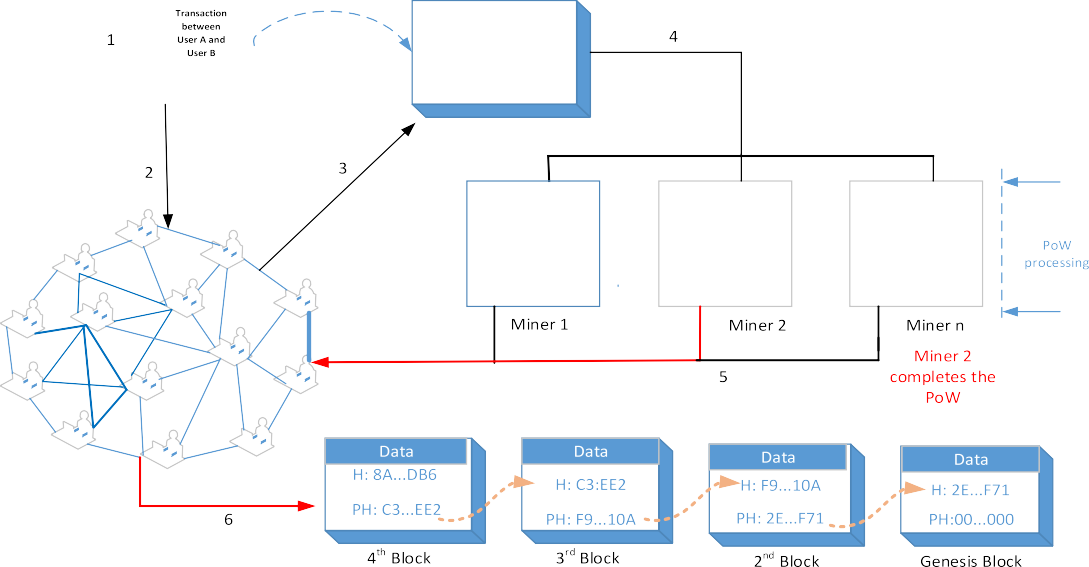 1
Transaction
between
User A and
User B
4
2
3
PoW
processing
Miner 1
Miner 2
Miner n
5
Miner 2
completes the
PoW
6
Data
H: 8A...DB6
PH: C3...EE2
4th Block
Data
H: C3:EE2
PH: F9...10A
3rd Block
Data
H: F9...10A
PH: 2E...F71
2nd Block
Data
H: 2E...F71
PH:00...000
Genesis Block